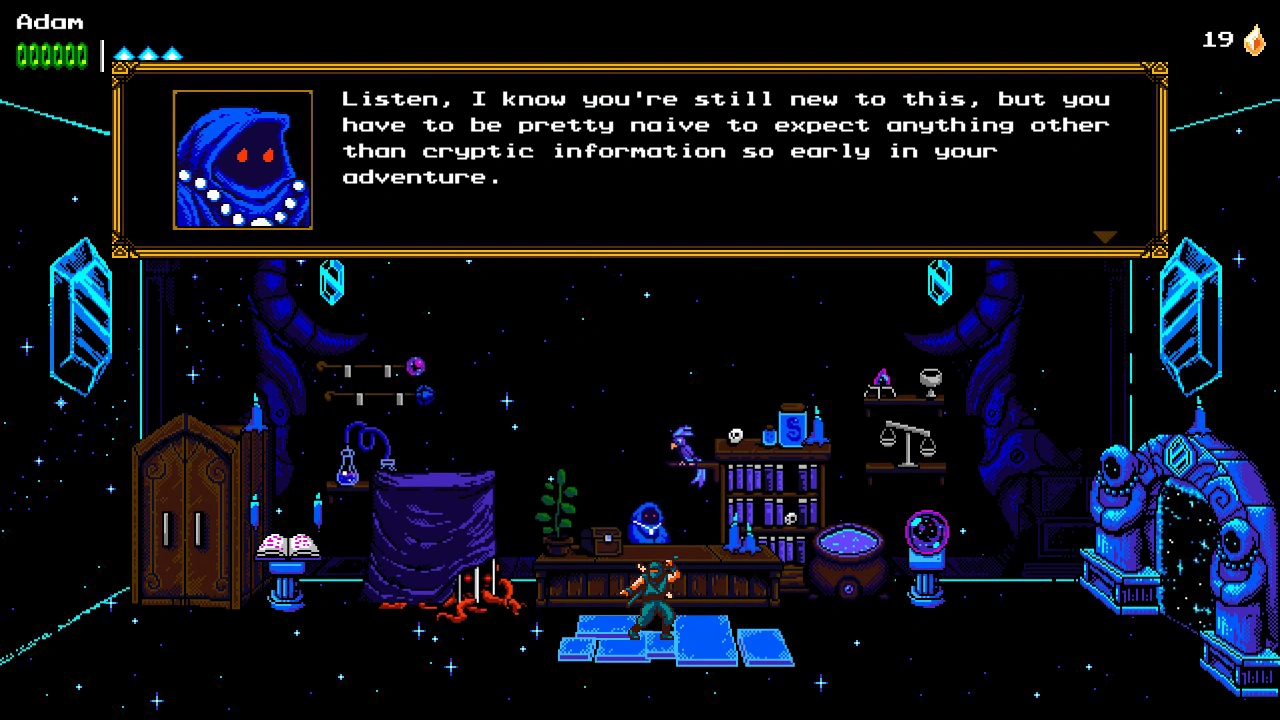 Adam
19
Listen, I know you're still new to this, but you
have to be pretty naive to expect anything other
than cryptic information so early in your
adventure.
N
N
S